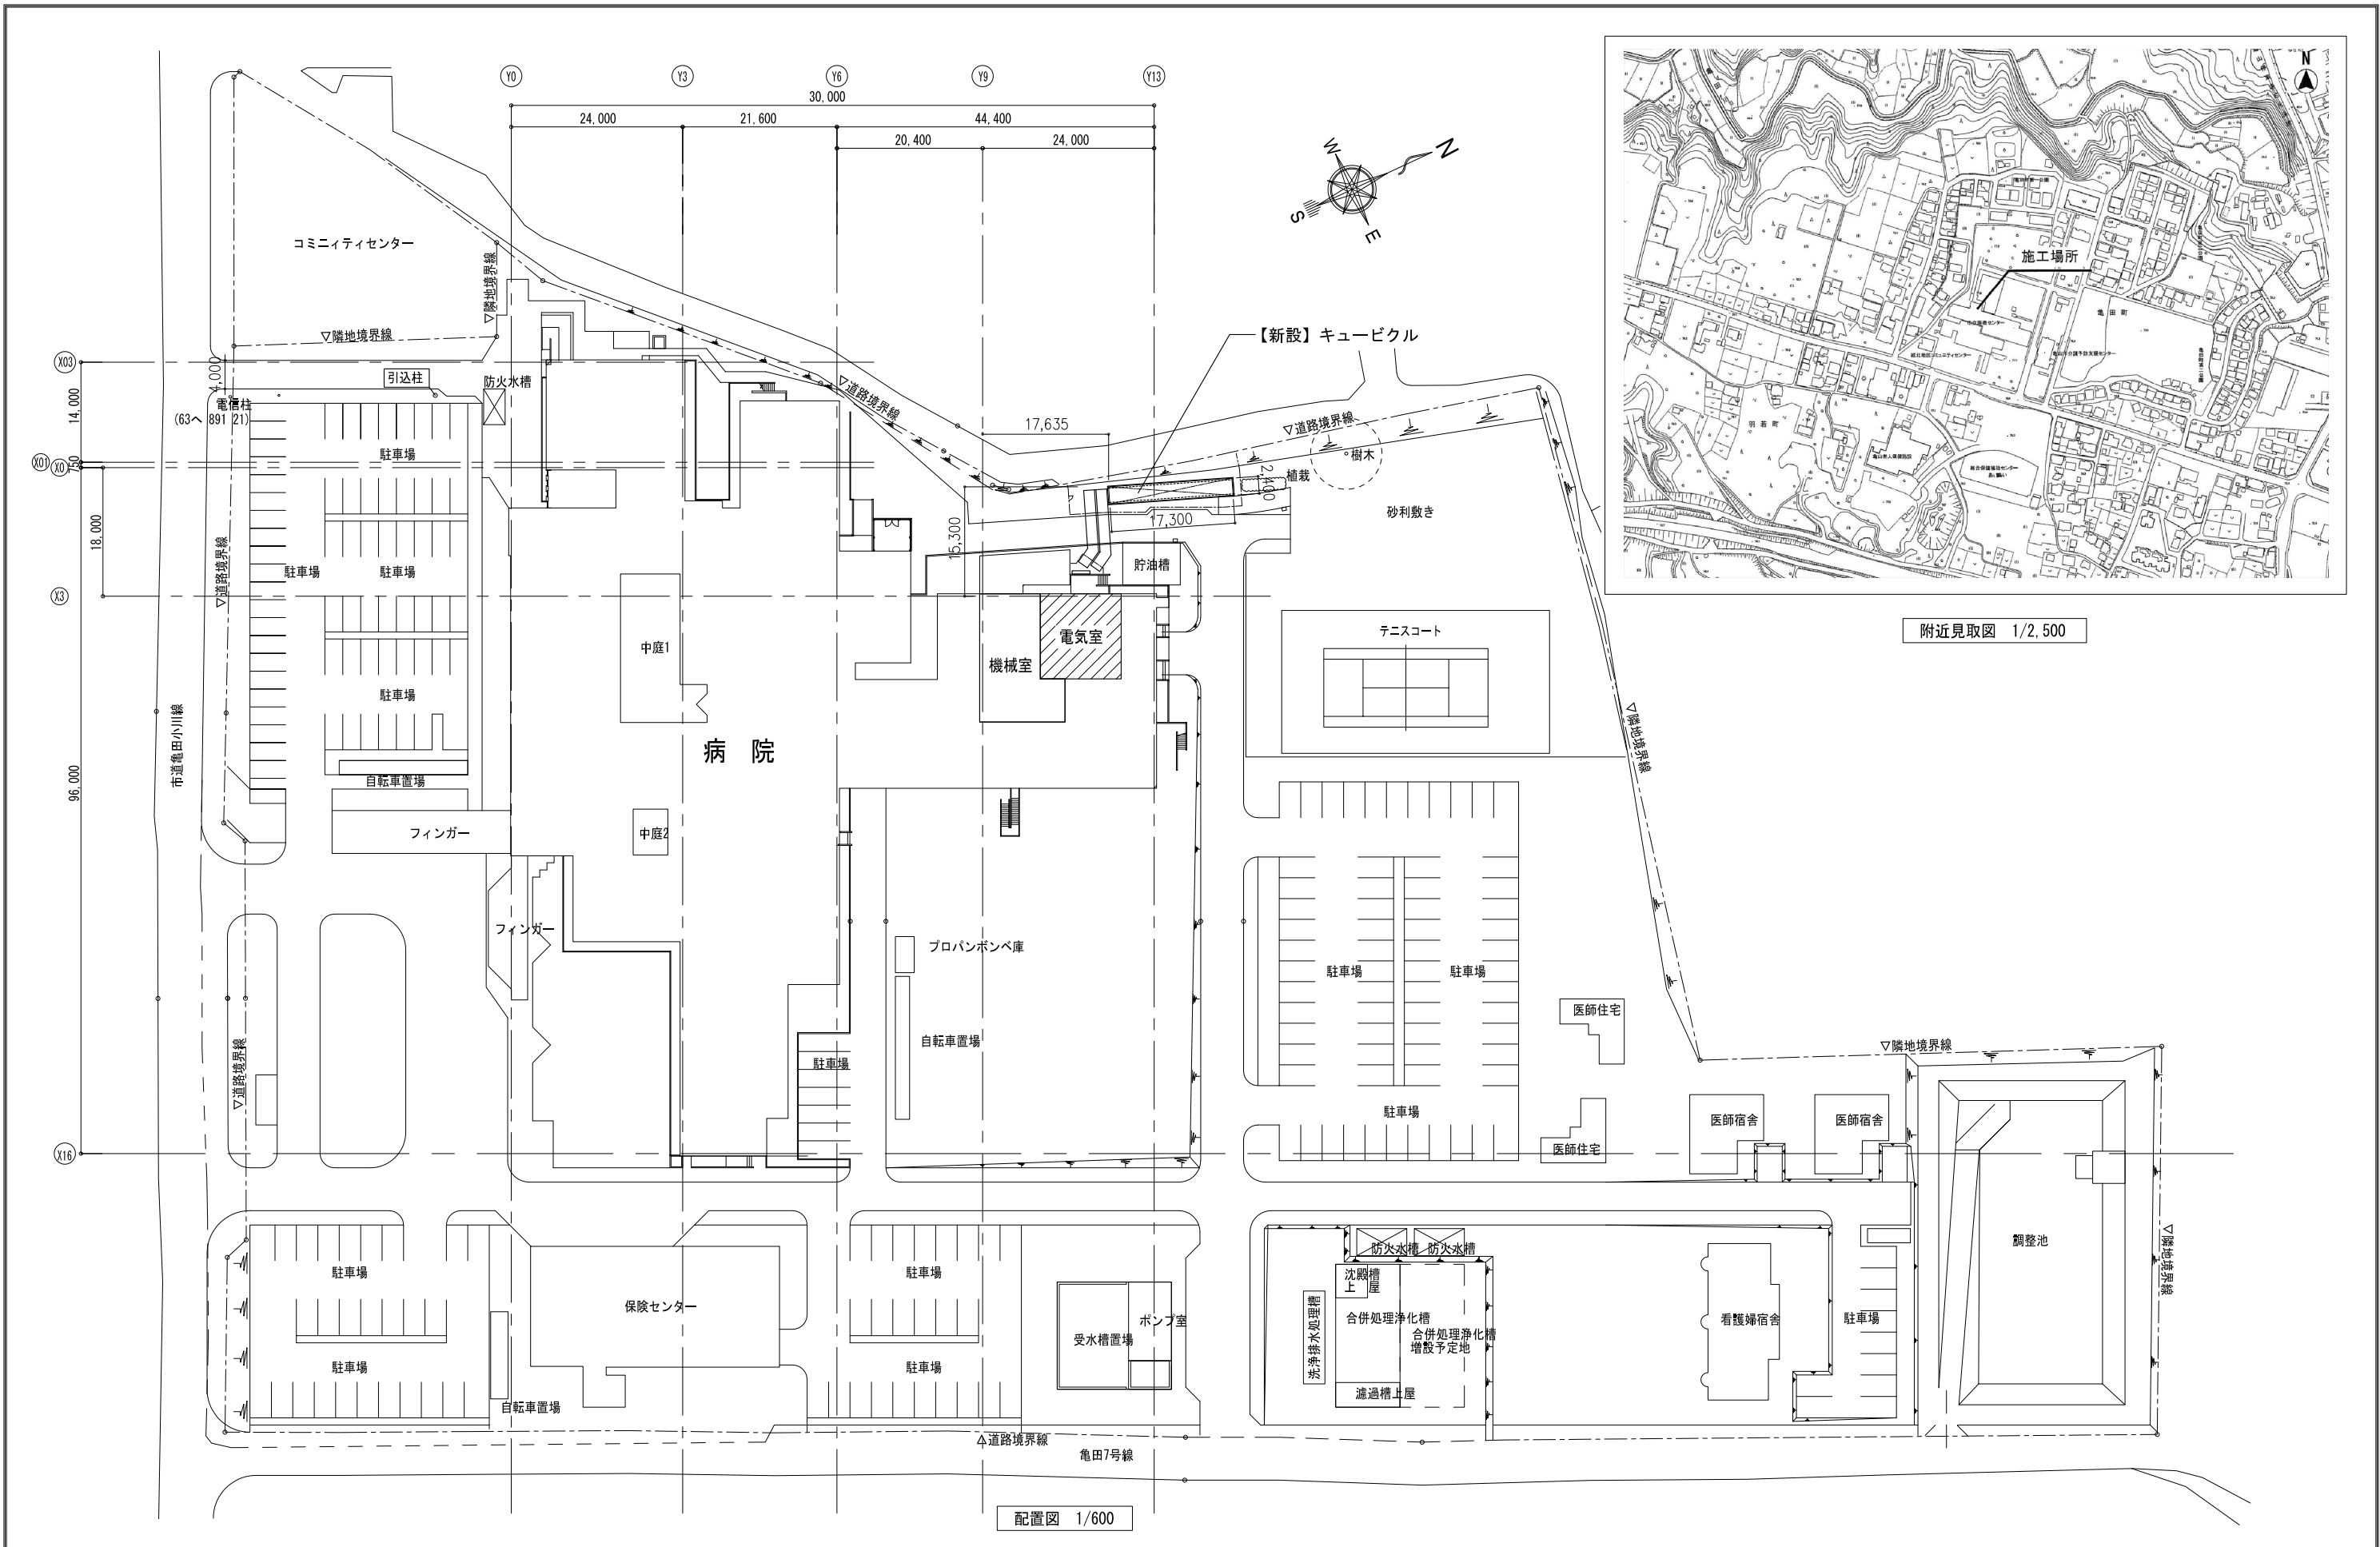 Y0
Y3
Y6
Y9
Y13
30,000
24,000
21,600
44,400
20,400
24,000
W
N
S
E
コミニィティセンター
▽隣地境界線
▽隣地境界線
【新設】キュービクル
X03
4,000
引込柱
防火水槽
▽道路境界線
電信柱
(63へ 891 21)
14,000
17,635
▽道路境界線
樹木
駐車場
X01
X0
750
2,400
植栽
砂利敷き
18,000
15,300
17,300
▽道路境界線
駐車場
駐車場
貯油槽
X3
電気室
テニスコート
中庭1
機械室
駐車場
市道亀田小川線
病 院
▽隣地境界線
96,000
自転車置場
フィンガー
中庭2
フィンガー
プロパンボンベ庫
駐車場
駐車場
医師住宅
自転車置場
▽道路境界線
駐車場
▽隣地境界線
駐車場
医師宿舎
医師宿舎
医師住宅
X16
防火水槽
防火水槽
調整池
▽隣地境界線
駐車場
駐車場
沈殿槽
上 屋
保険センター
ポンプ室
受水槽置場
洗浄排水処理槽
合併処理浄化槽
合併処理浄化槽
増設予定地
看護婦宿舎
駐車場
駐車場
駐車場
濾過槽上屋
自転車置場
△道路境界線
亀田7号線
配置図 1/600
N
施工場所
亀田町
羽若町
附近見取図 1/2,500